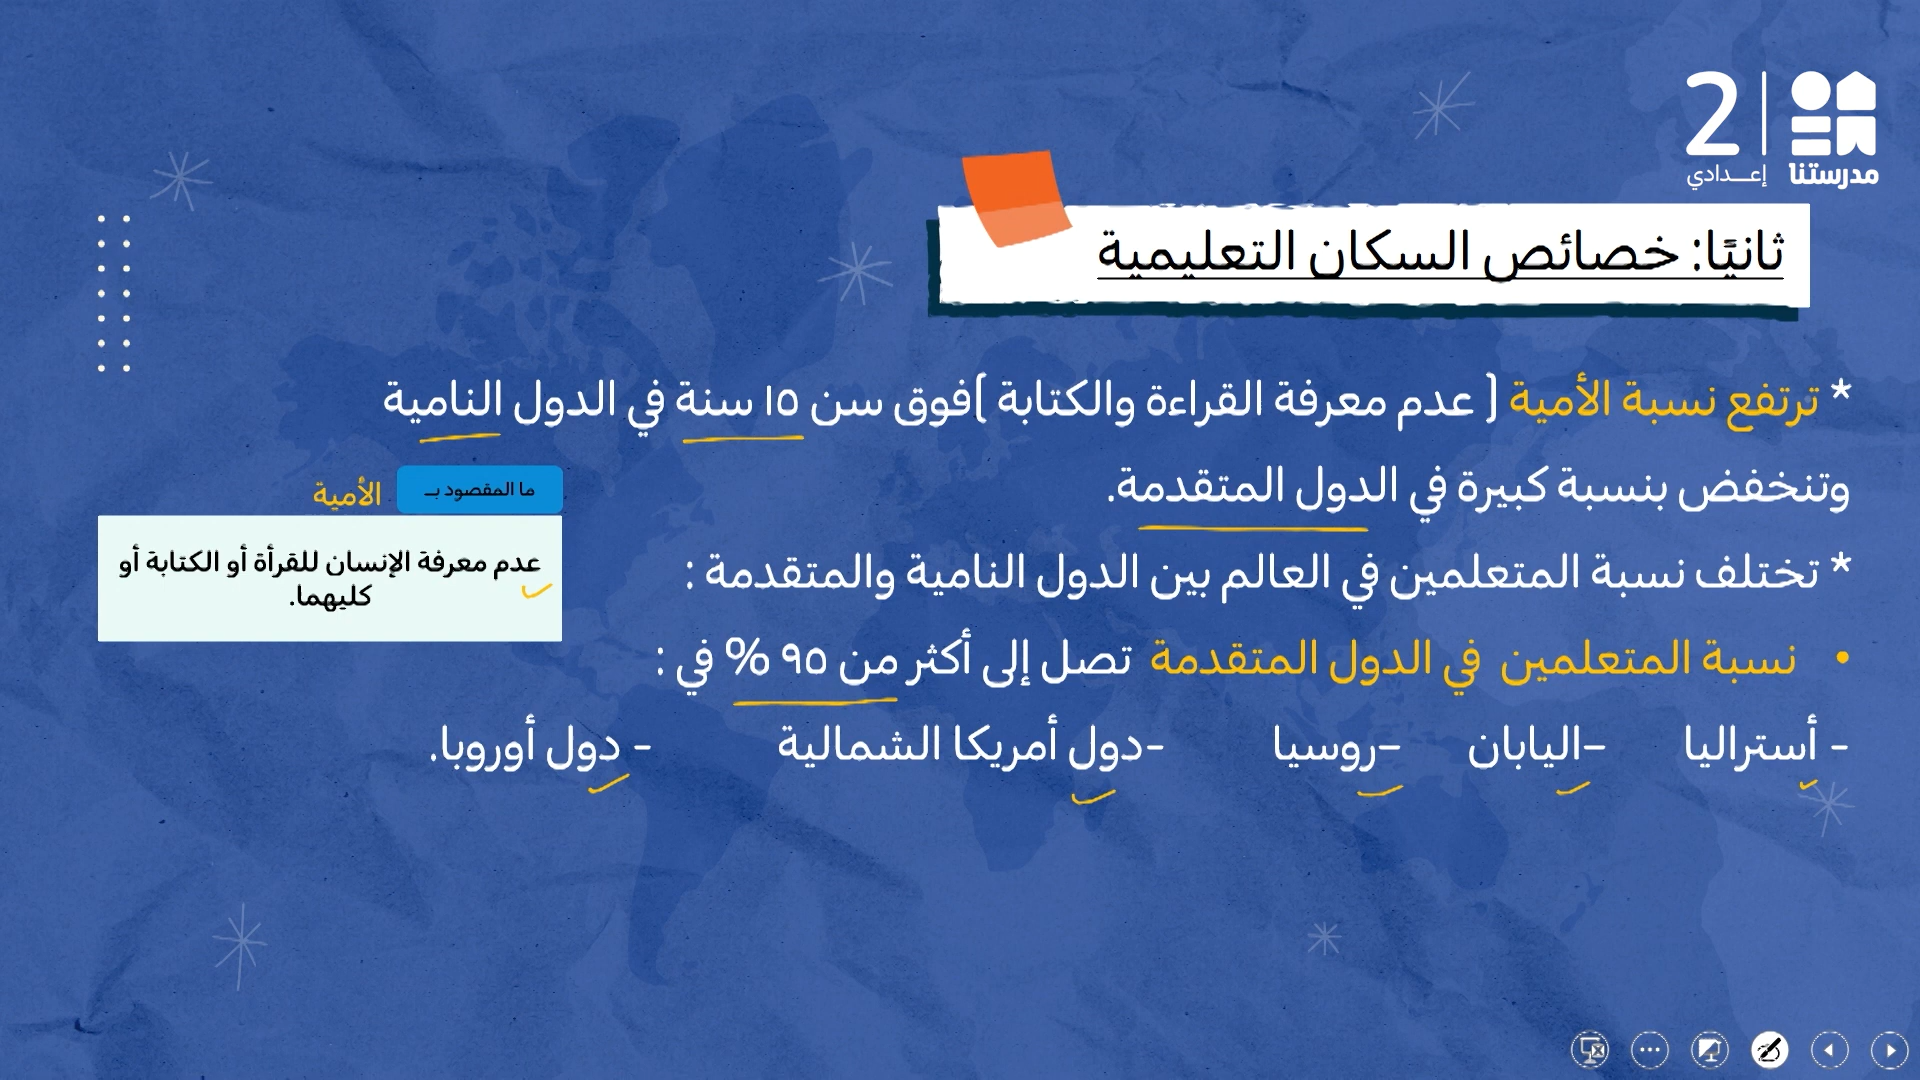 2
إعدادي
مدرستنا
ثانيًا: خصائص السكان التعليمية
* ترتفع نسبة الأمية ( عدم معرفة القراءة والكتابة )فوق سن ١٥ سنة في الدول النامية
وتنخفض بنسبة كبيرة في الدول المتقدمة.
ما المقصود بـ
الأمية
عدم معرفة الإنسان للقرأة أو الكتابة أو
كليهما.
* تختلف نسبة المتعلمين في العالم بين الدول النامية والمتقدمة :
• نسبة المتعلمين في الدول المتقدمة تصل إلى أكثر من ٩٥ % في :
- أستراليا -اليابان -روسيا -دول أمريكا الشمالية - دول أوروبا.